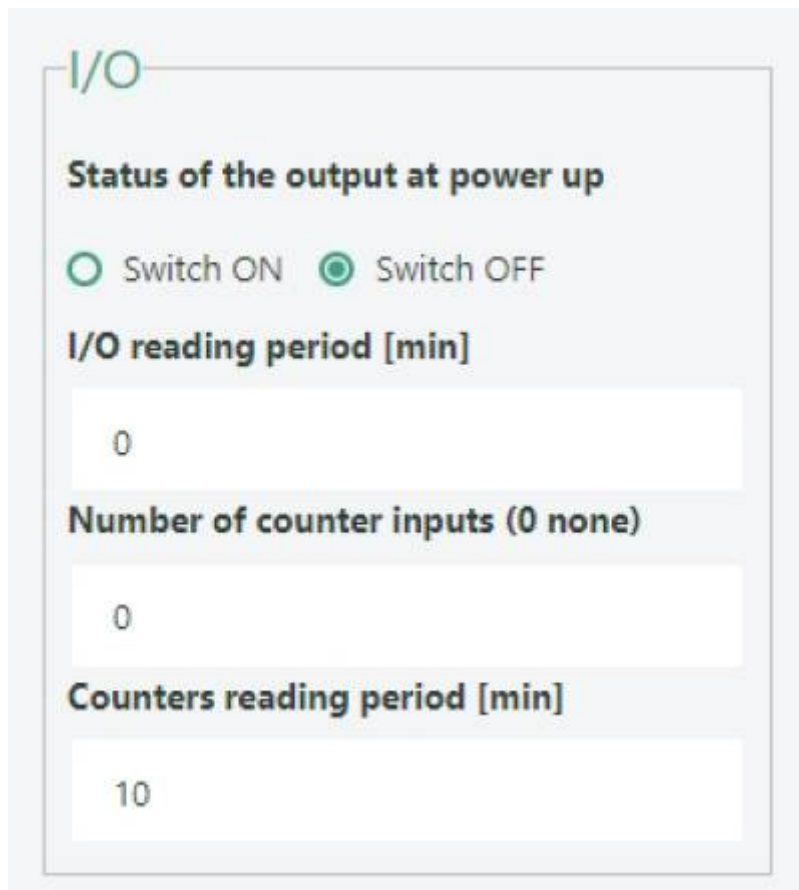 I/O
Status of the output at power up
Switch ON Switch OFF
I/O reading period [min]
0
Number of counter inputs (0 none)
0
Counters reading period [min]
10